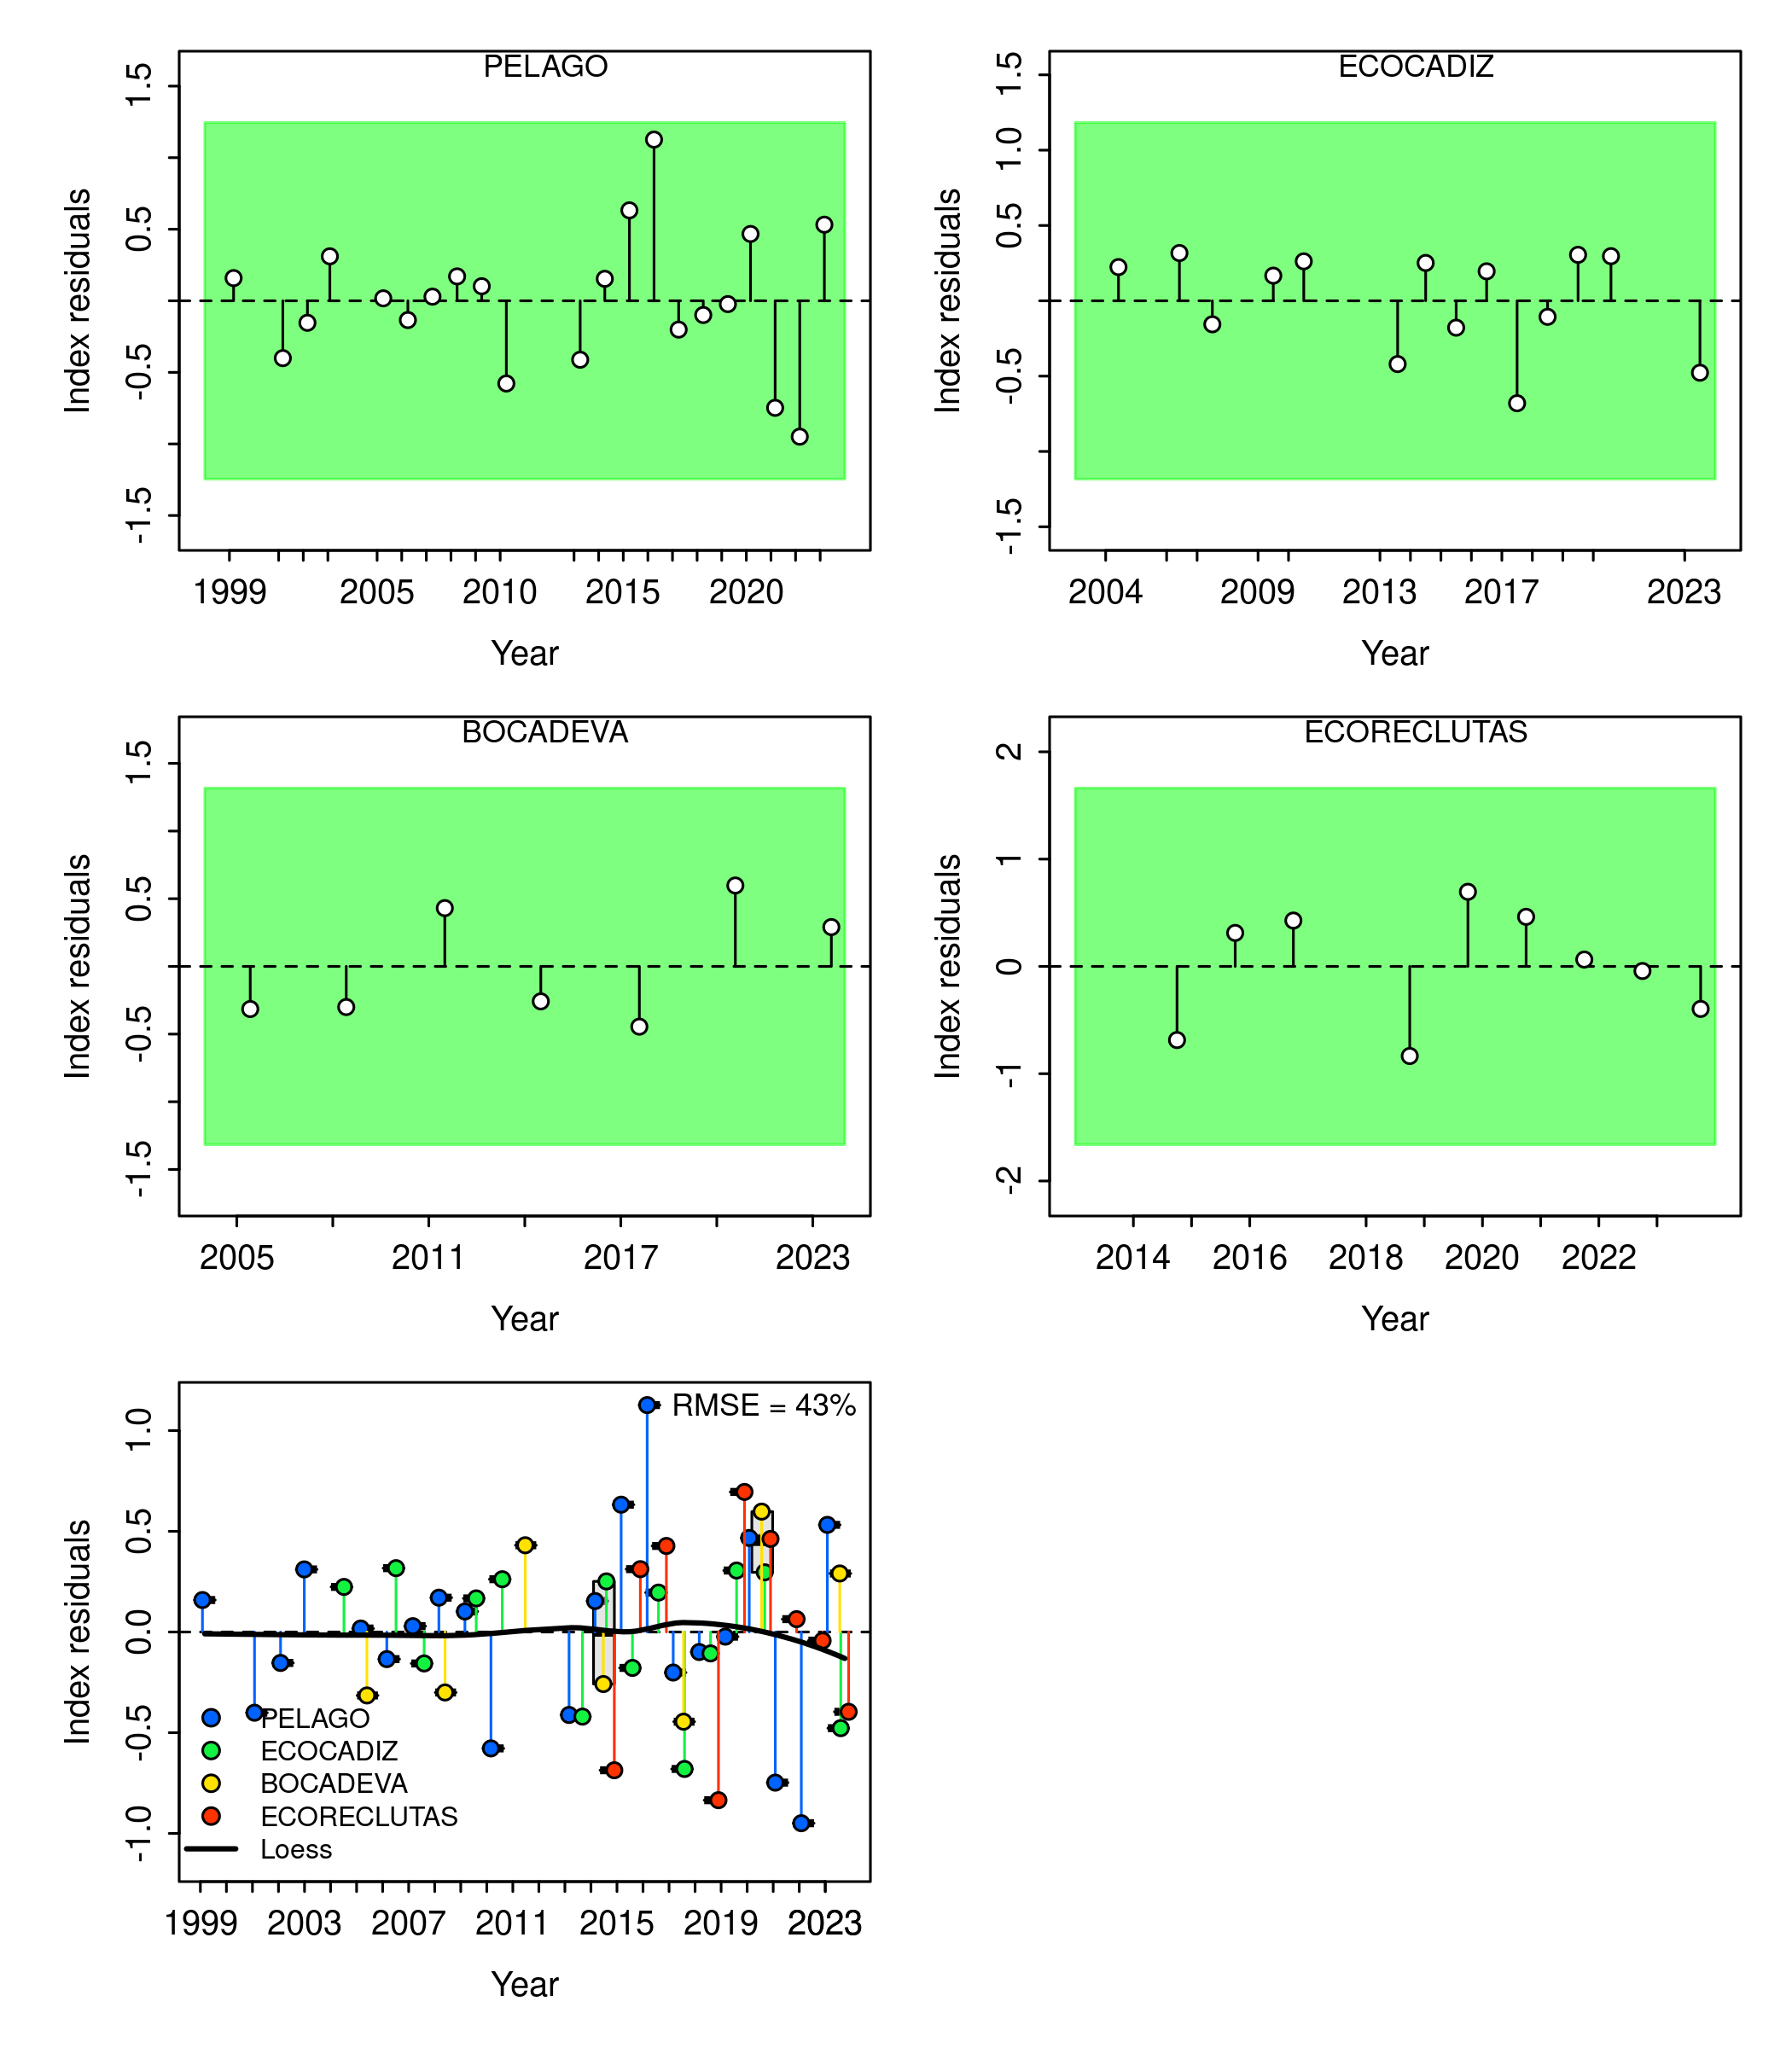 PELAGO
1.5
0.5
-0.5
-1.5
Index residuals
1999 2005 2010 2015 2020
Year
ECOCADIZ
1.5
1.0
0.5
-0.5
-1.5
Index residuals
2004 2009 2013 2017 2023
Year
BOCADEVA
1.5
0.5
-0.5
-1.5
Index residuals
2005 2011 2017 2023
Year
ECORECLUTAS
2
1
0
-1
-2
Index residuals
2014 2016 2018 2020 2022
Year
RMSE = 43%
1.0
0.5
0.0
-0.5
-1.0
Index residuals
PELAGO
ECOCADIZ
BOCADEVA
ECORECLUTAS
Loess
1999 2003 2007 2011 2015 2019 2023
Year